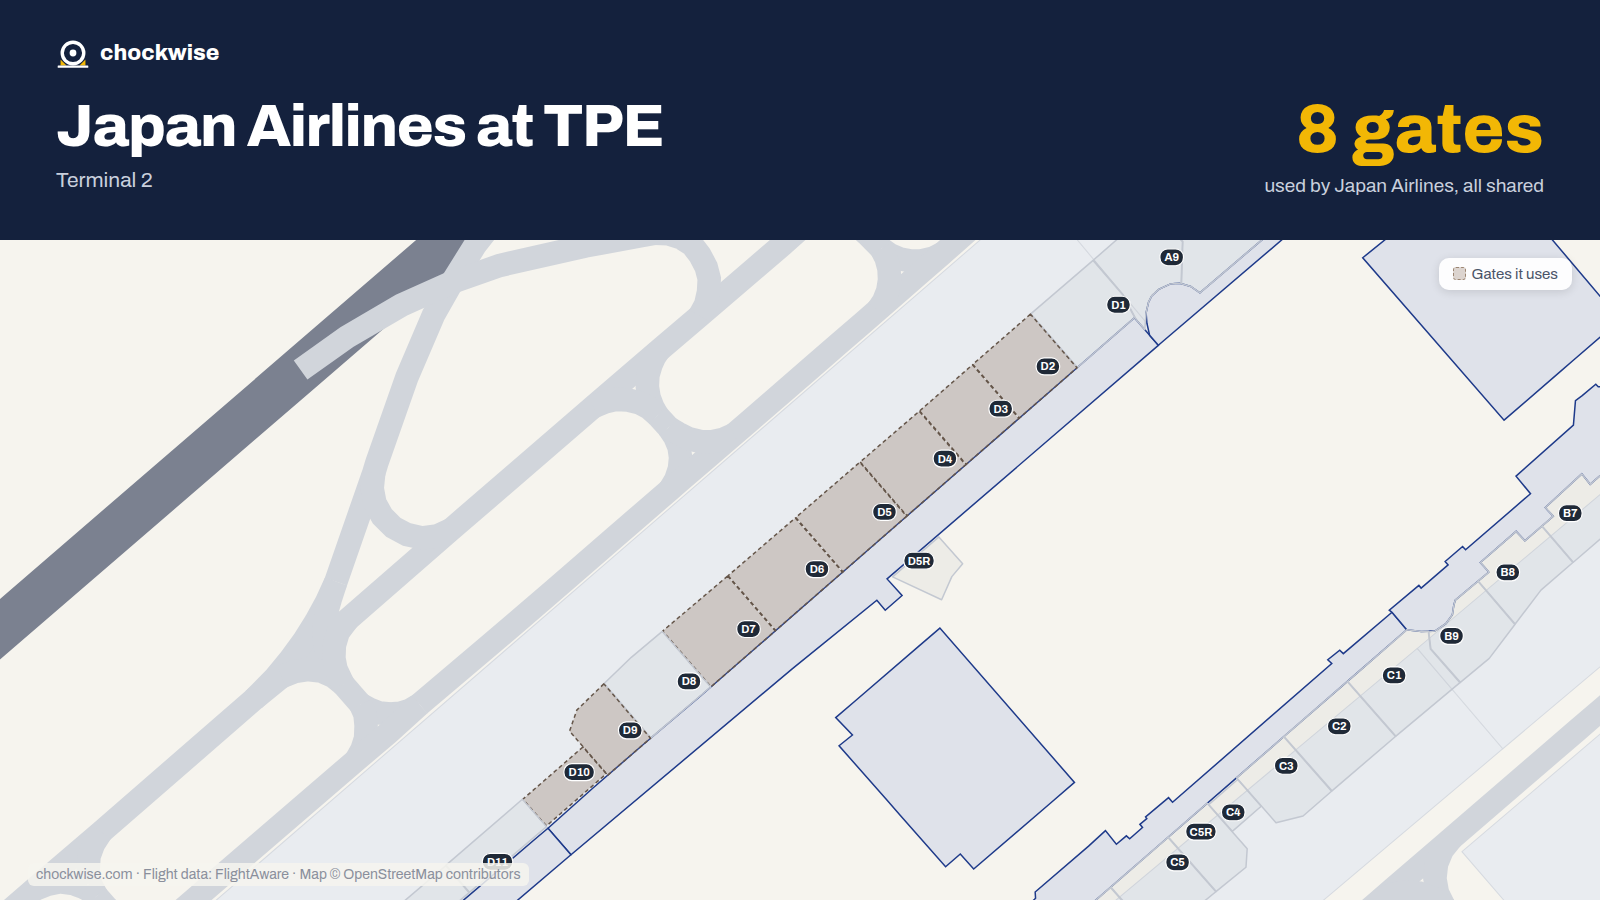 chockwise
Japan Airlines at TPE
Terminal 2
8 gates
used by Japan Airlines, all shared
Gates it uses
A9
D1
D2
D3
D4
D5
D5R
D6
D7
D8
D9
D10
D11
B7
B8
B9
C1
C2
C3
C4
C5R
C5
chockwise.com · Flight data: FlightAware · Map © OpenStreetMap contributors